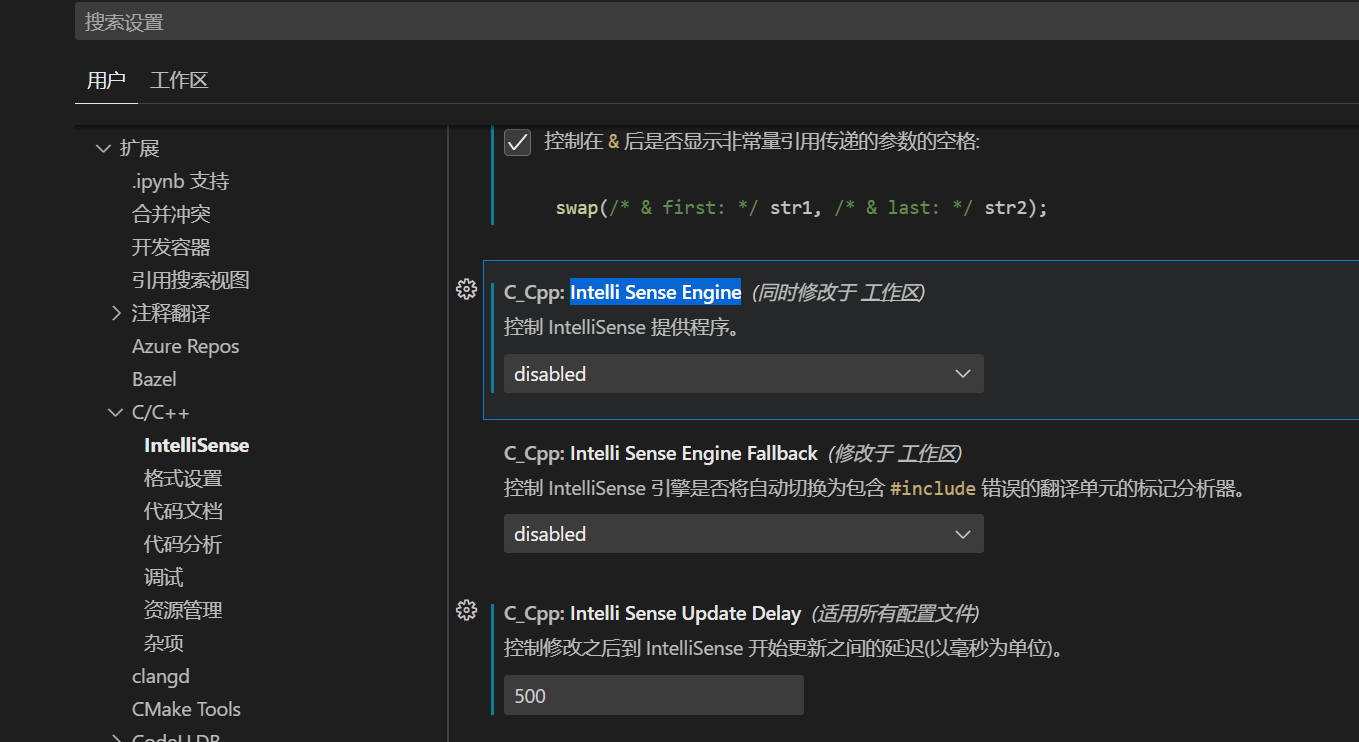 搜索设置
用户 工作区
扩展
.ipynb 支持
合并冲突
开发容器
引用搜索视图
注释翻译
Azure Repos
Bazel
C/C++
IntelliSense
格式设置
代码文档
代码分析
调试
资源管理
杂项
clangd
CMake Tools
CodeLLDB
控制在 & 后是否显示非常量引用传递的参数的空格:
swap(/* & first: */ str1, /* & last: */ str2);
C_Cpp: Intelli Sense Engine (同时修改于 工作区)
控制 IntelliSense 提供程序。
disabled
C_Cpp: Intelli Sense Engine Fallback (修改于 工作区)
控制 IntelliSense 引擎是否将自动切换为包含 #include 错误的翻译单元的标记分析器。
disabled
C_Cpp: Intelli Sense Update Delay (适用所有配置文件)
控制修改之后到 IntelliSense 开始更新之间的延迟(以毫秒为单位)。
500